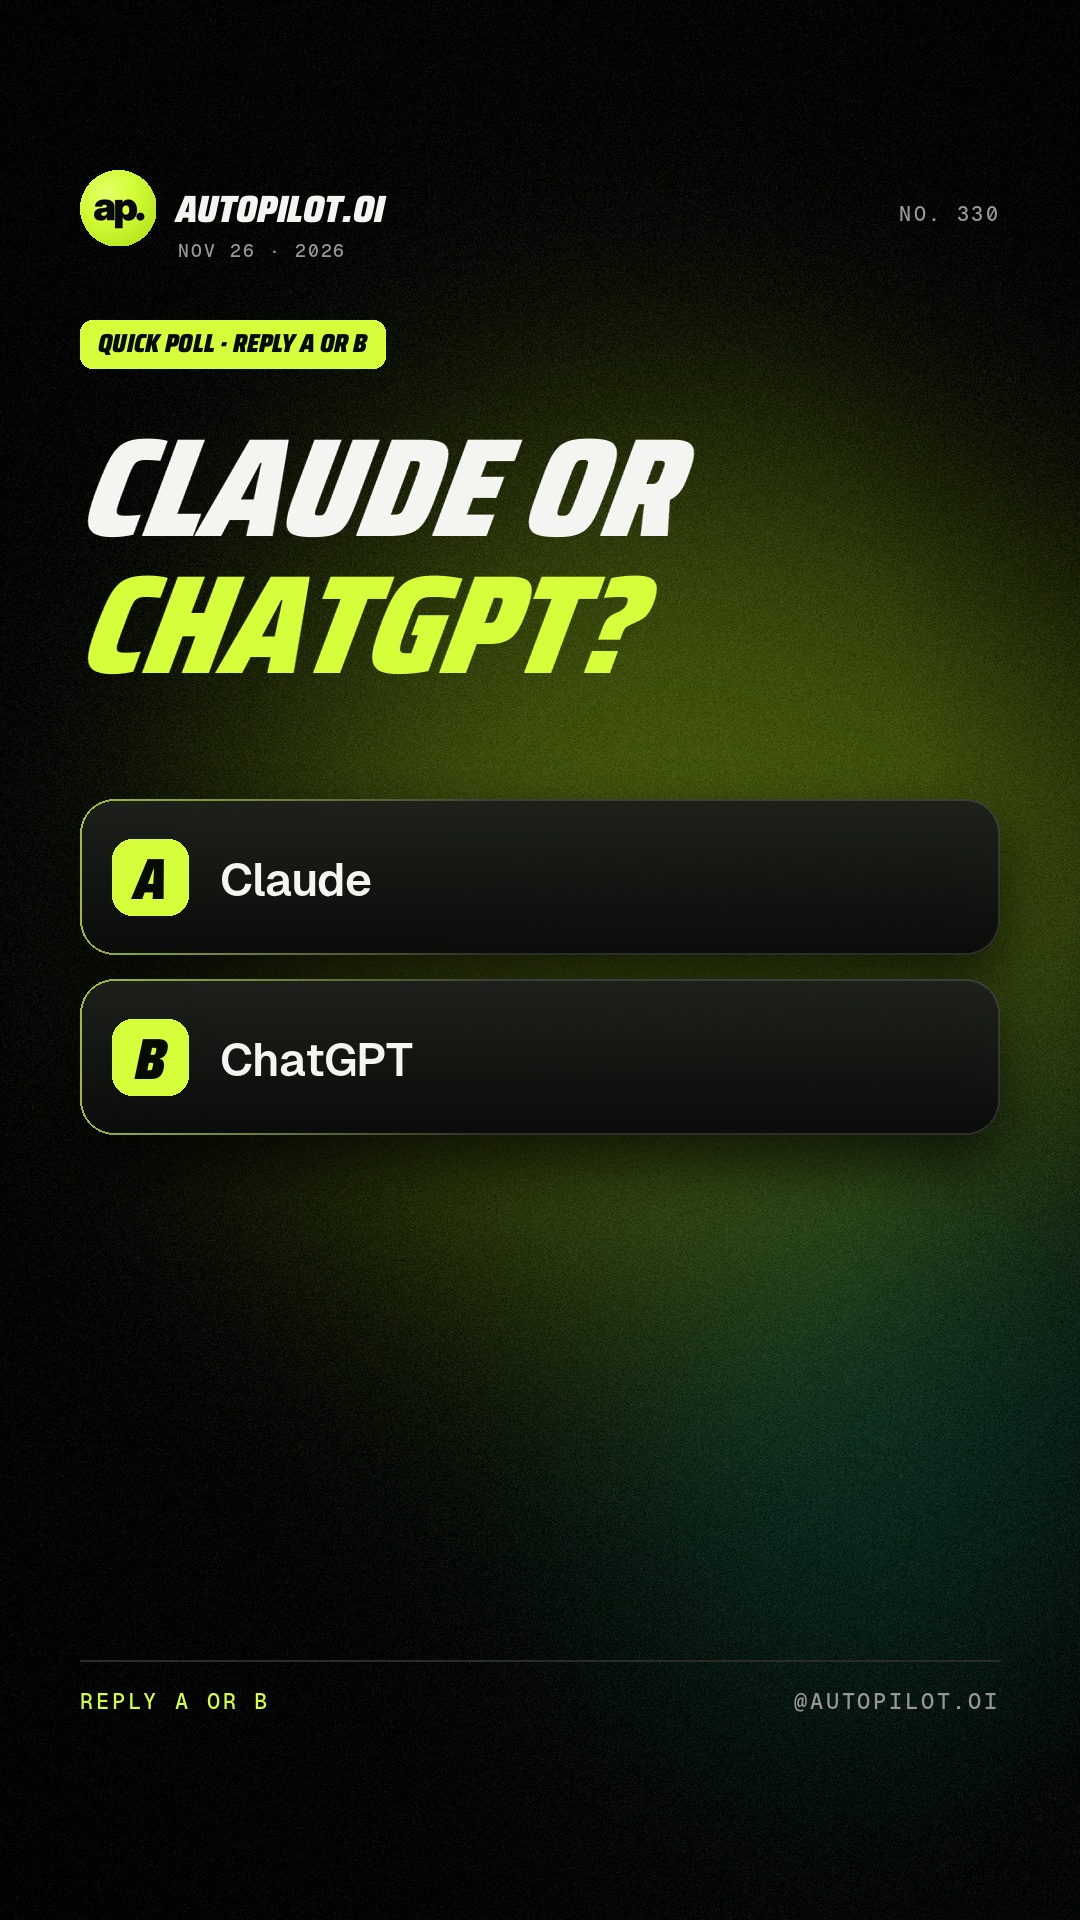 ap.
AUTOPILOT.OI
NOV 26 · 2026
NO. 330
QUICK POLL · REPLY A OR B
CLAUDE OR
CHATGPT?
A Claude
B ChatGPT
REPLY A OR B
@AUTOPILOT.OI